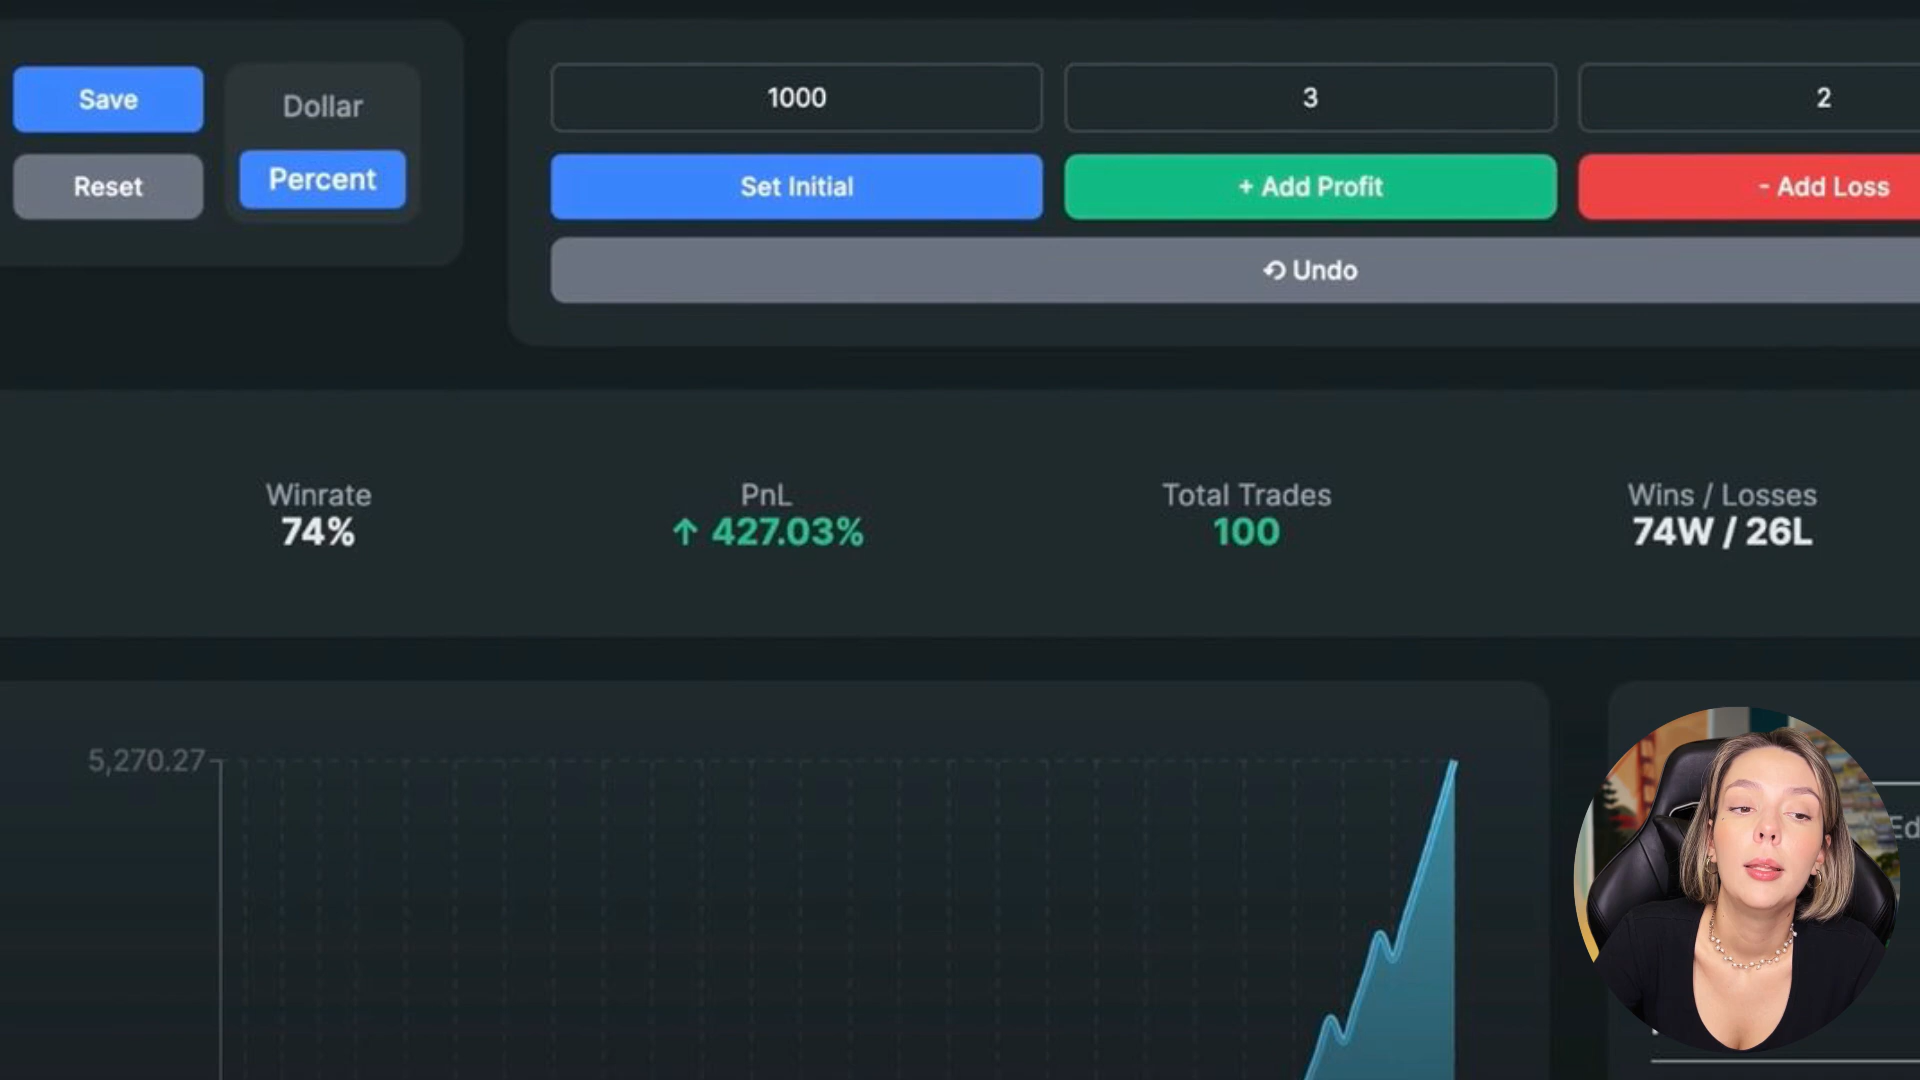 Save
Dollar
Reset
Percent
1000
3
2
Set Initial
+ Add Profit
- Add Loss
Undo
Winrate
74%
PnL
↑ 427.03%
Total Trades
100
Wins / Losses
74W / 26L
5,270.27
Ed